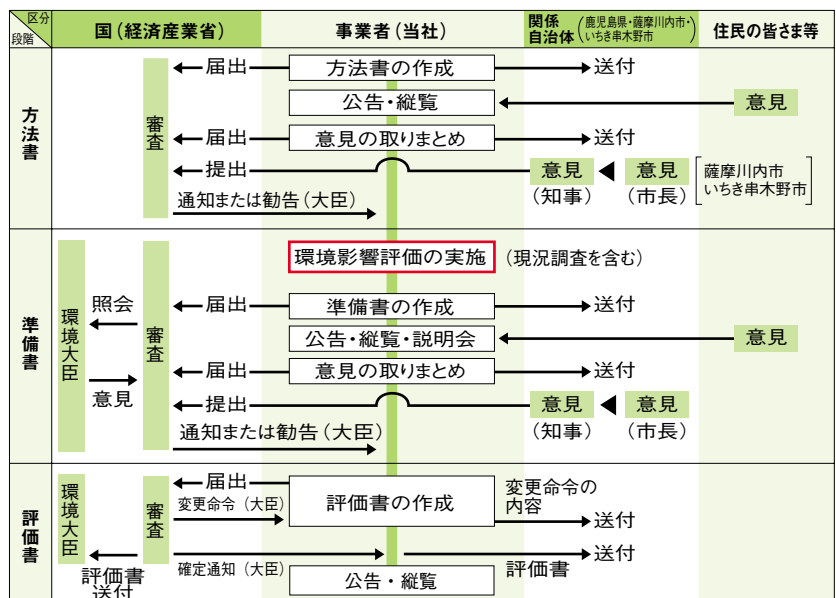 区分
段階
国(経済産業省)
事業者(当社)
関係
自治体
(鹿児島県・薩摩川内市・
いちき串木野市)
住民の皆さま等
方法書
審査
届出
方法書の作成
送付
公告・縦覧
意見
届出
意見の取りまとめ
送付
提出
意見
(知事)
意見
(市長)
薩摩川内市
いちき串木野市
通知または勧告(大臣)
準備書
環境影響評価の実施
(現況調査を含む)
環境大臣
照会
意見
審査
届出
準備書の作成
送付
公告・縦覧・説明会
意見
届出
意見の取りまとめ
送付
提出
意見
(知事)
意見
(市長)
通知または勧告(大臣)
評価書
環境大臣
審査
届出
変更命令(大臣)
評価書の作成
変更命令の
内容
送付
評価書
送付
確定通知(大臣)
評価書
送付
公告・縦覧